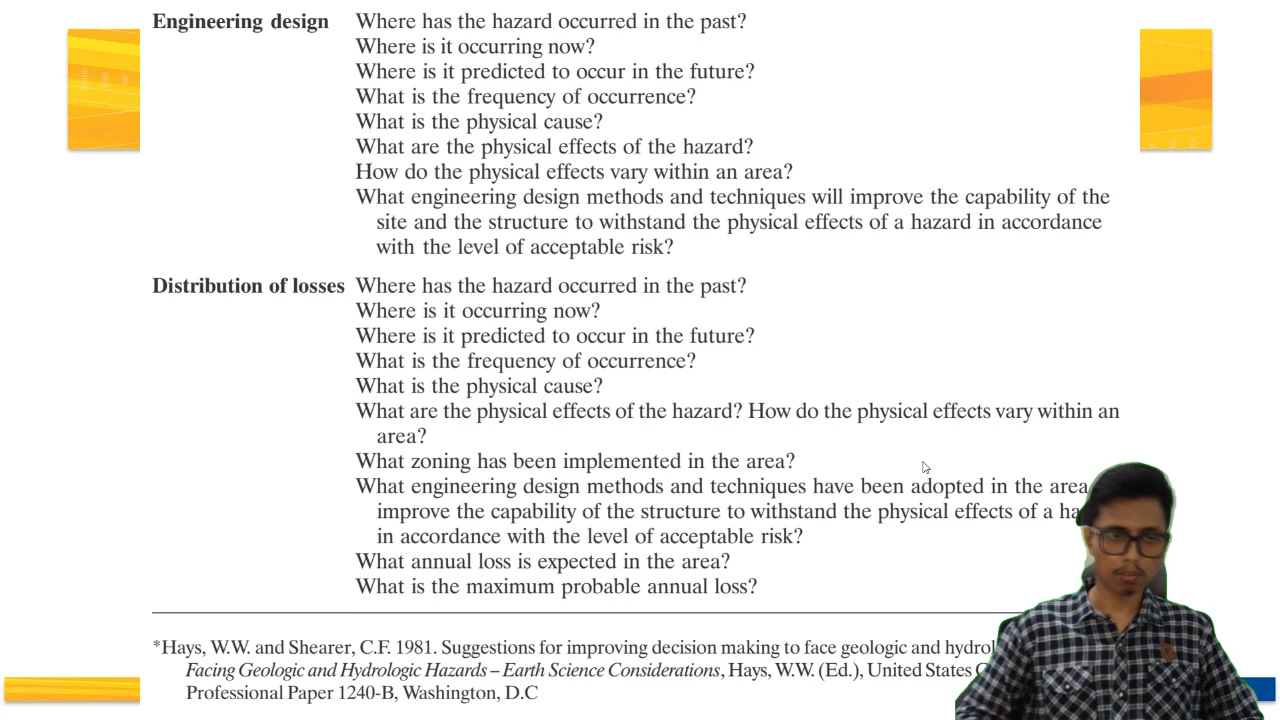 Engineering design Where has the hazard occurred in the past?
Where is it occurring now?
Where is it predicted to occur in the future?
What is the frequency of occurrence?
What is the physical cause?
What are the physical effects of the hazard?
How do the physical effects vary within an area?
What engineering design methods and techniques will improve the capability of the
site and the structure to withstand the physical effects of a hazard in accordance
with the level of acceptable risk?
Distribution of losses Where has the hazard occurred in the past?
Where is it occurring now?
Where is it predicted to occur in the future?
What is the frequency of occurrence?
What is the physical cause?
What are the physical effects of the hazard? How do the physical effects vary within an
area?
What zoning has been implemented in the area?
What engineering design methods and techniques have been adopted in the area
improve the capability of the structure to withstand the physical effects of a
in accordance with the level of acceptable risk?
What annual loss is expected in the area?
What is the maximum probable annual loss?
*Hays, W.W. and Shearer, C.F. 1981. Suggestions for improving decision making to face geologic and
Facing Geologic and Hydrologic Hazards – Earth Science Considerations, Hays, W.W. (Ed.), United States
Professional Paper 1240-B, Washington, D.C